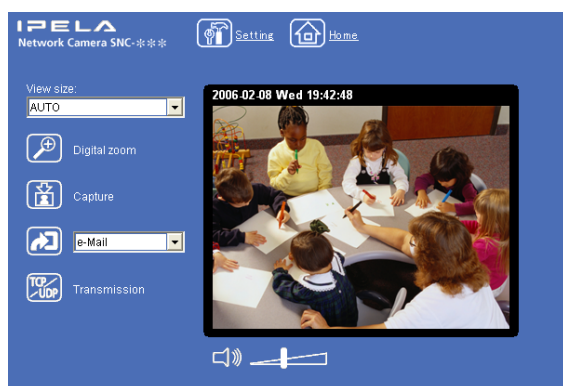 IPELA
Network Camera SNC-***
Setting
Home
View size:
AUTO
2006-02-08 Wed 19:42:48
Digital zoom
Capture
e-Mail
TCP/UDP
Transmission